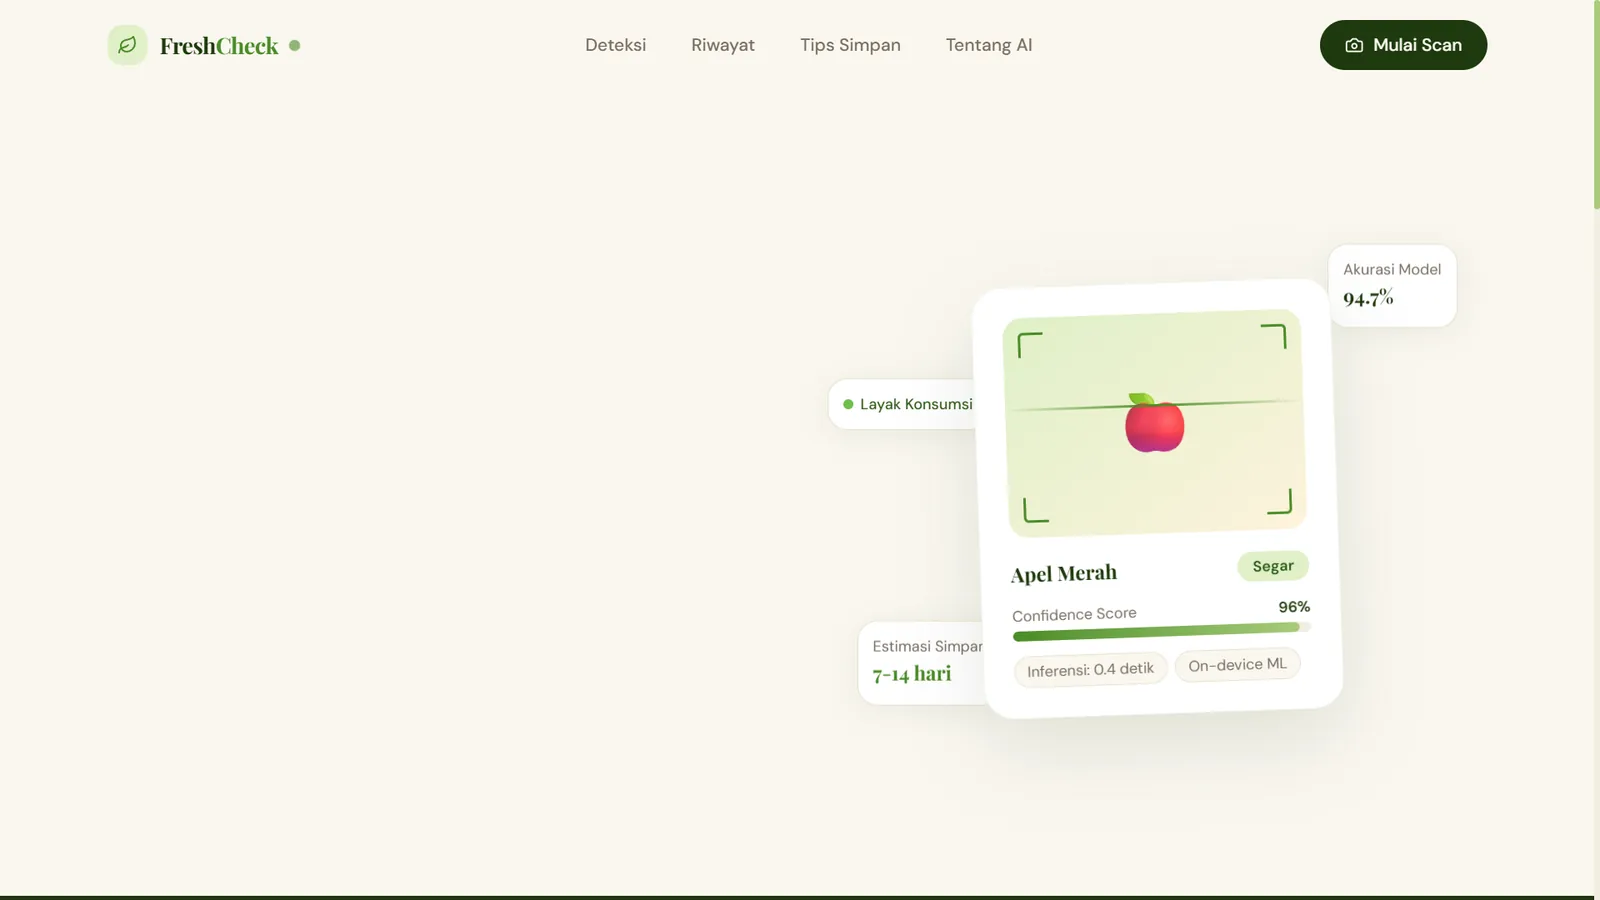 FreshCheck
Deteksi
Riwayat
Tips Simpan
Tentang AI
Mulai Scan
Akurasi Model
94.7%
Layak Konsumsi
Apel Merah
Segar
Confidence Score
96%
Estimasi Simpan
7-14 hari
Inferensi: 0.4 detik
On-device ML